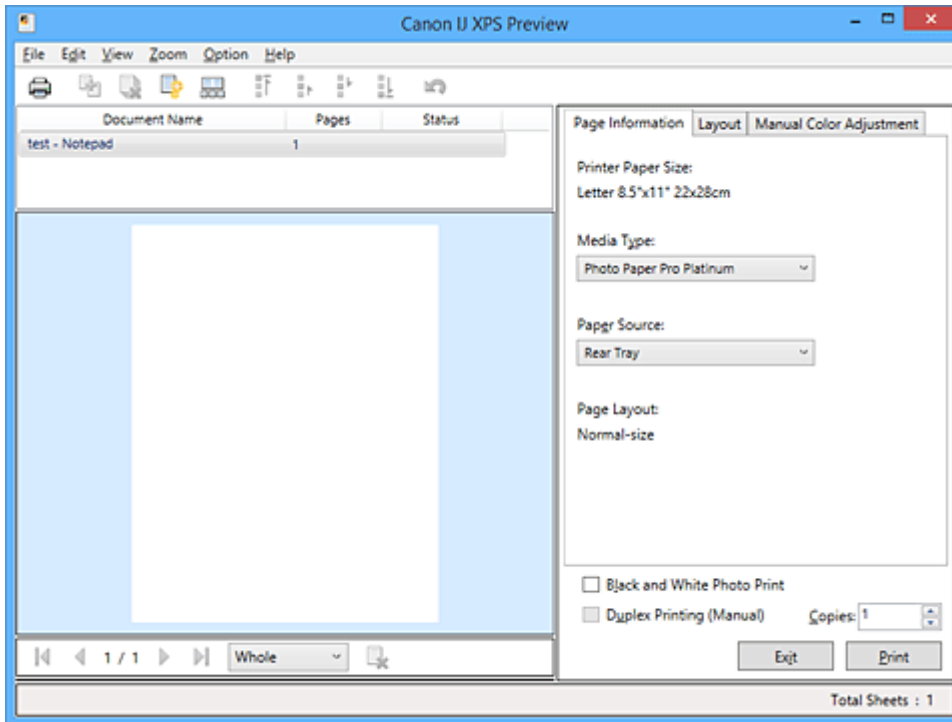 Canon IJ XPS Preview
File Edit View Zoom Option Help
Document Name Pages Status
test - Notepad 1
Page Information Layout Manual Color Adjustment
Printer Paper Size:
Letter 8.5"x11" 22x28cm
Media Type:
Photo Paper Pro Platinum
Paper Source:
Rear Tray
Page Layout:
Normal-size
Black and White Photo Print
Duplex Printing (Manual) Copies: 1
1 / 1 Whole
Exit Print
Total Sheets : 1